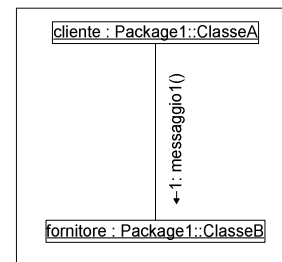 cliente : Package1::ClasseA
1: messaggio1()
fornitore : Package1::ClasseB